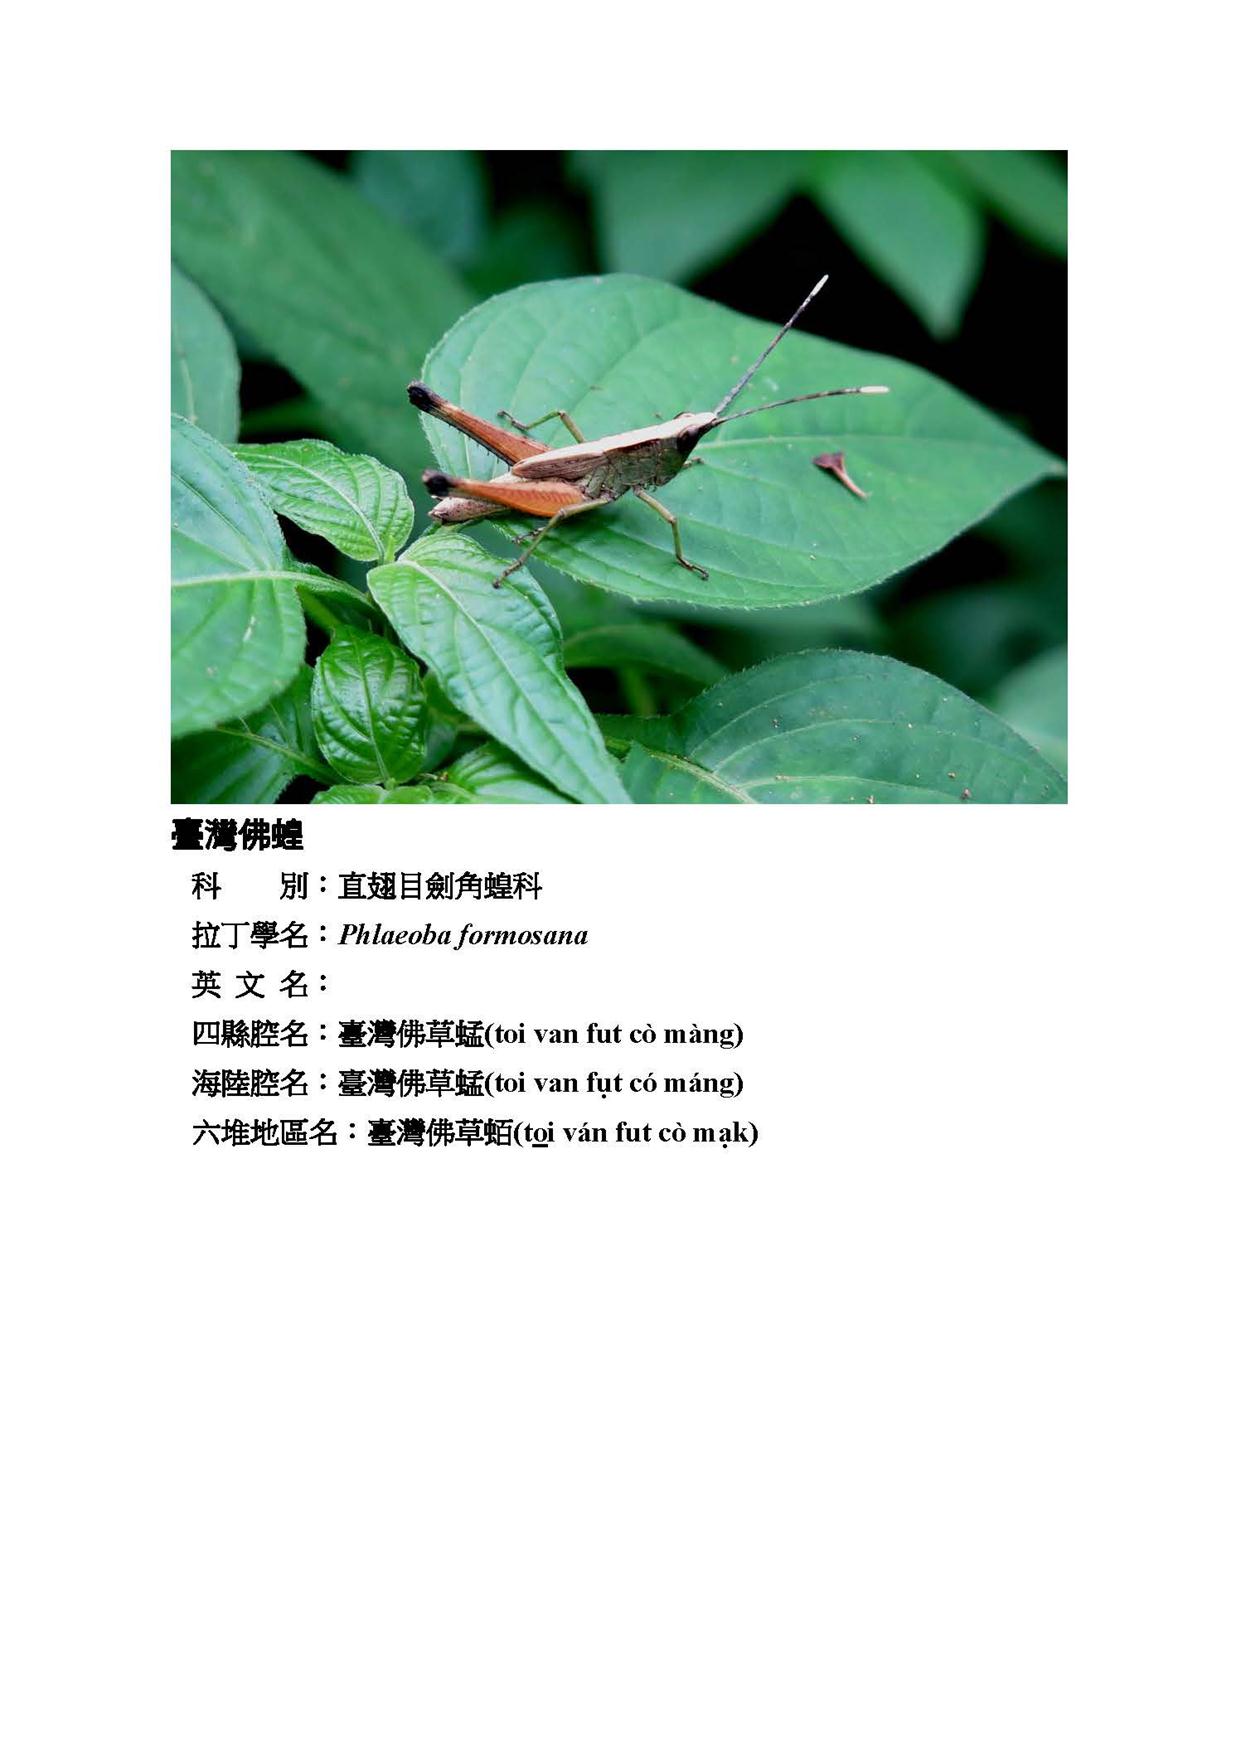 臺灣佛蝗
科　　別：直翅目劍角蝗科
拉丁學名：Phlaeoba formosana
英 文 名：
四縣腔名：臺灣佛草蜢(toi van fut cò màng)
海陸腔名：臺灣佛草蜢(toi van fụt có máng)
六堆地區名：臺灣佛草蛨(to̲i ván fut cò mạk)